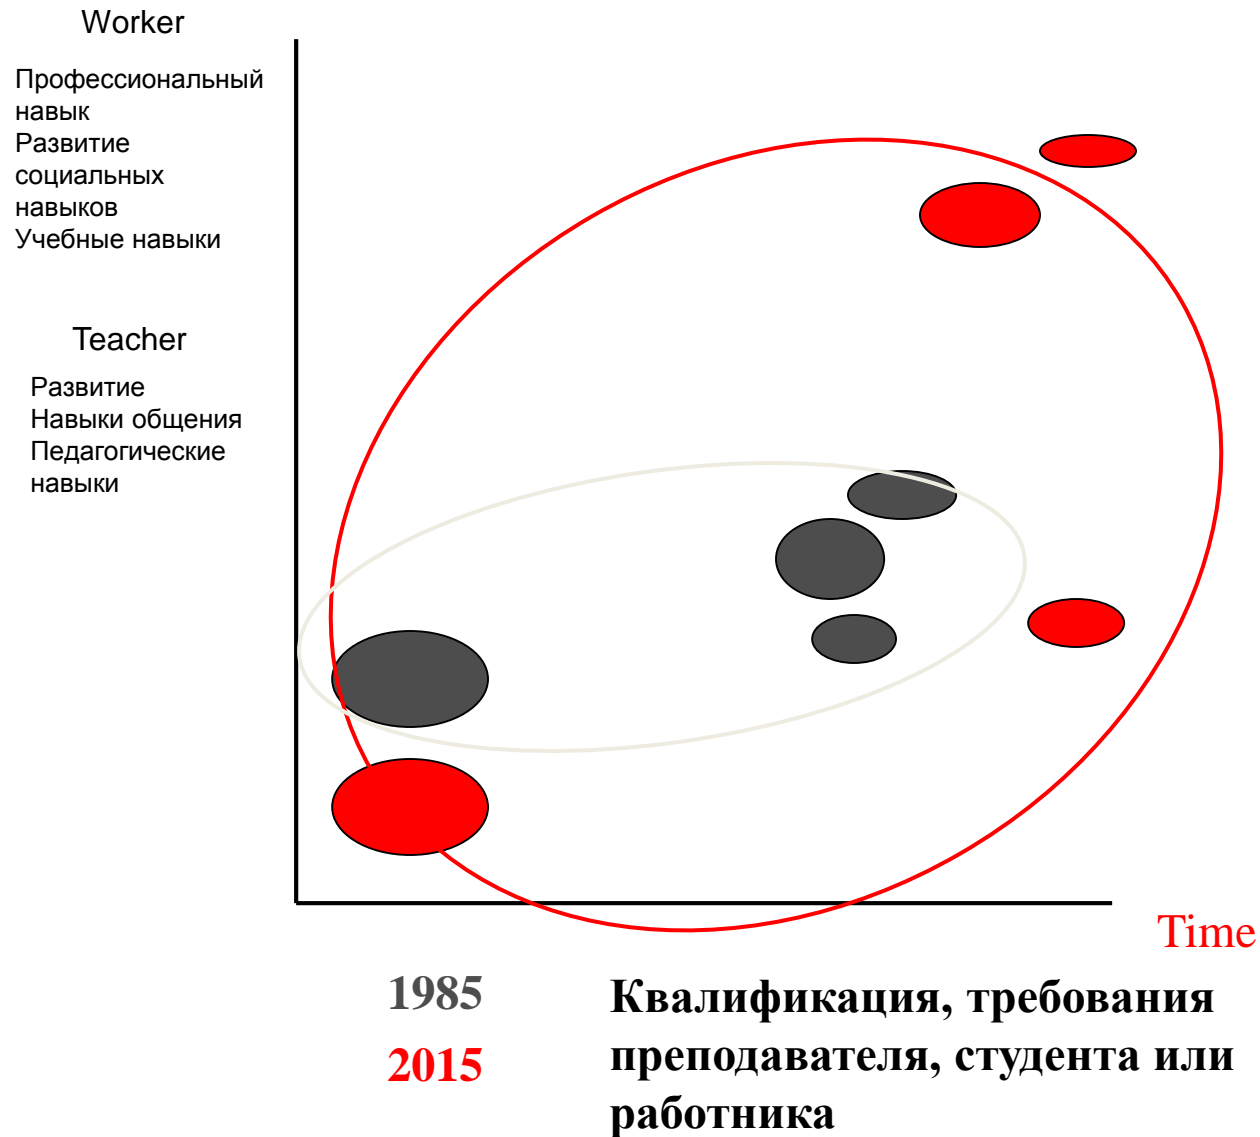 Worker
Профессиональный
навык
Развитие
социальных
навыков
Учебные навыки
Teacher
Развитие
Навыки общения
Педагогические
навыки
Time
1985
2015
Квалификация, требования
преподавателя, студента или
работника